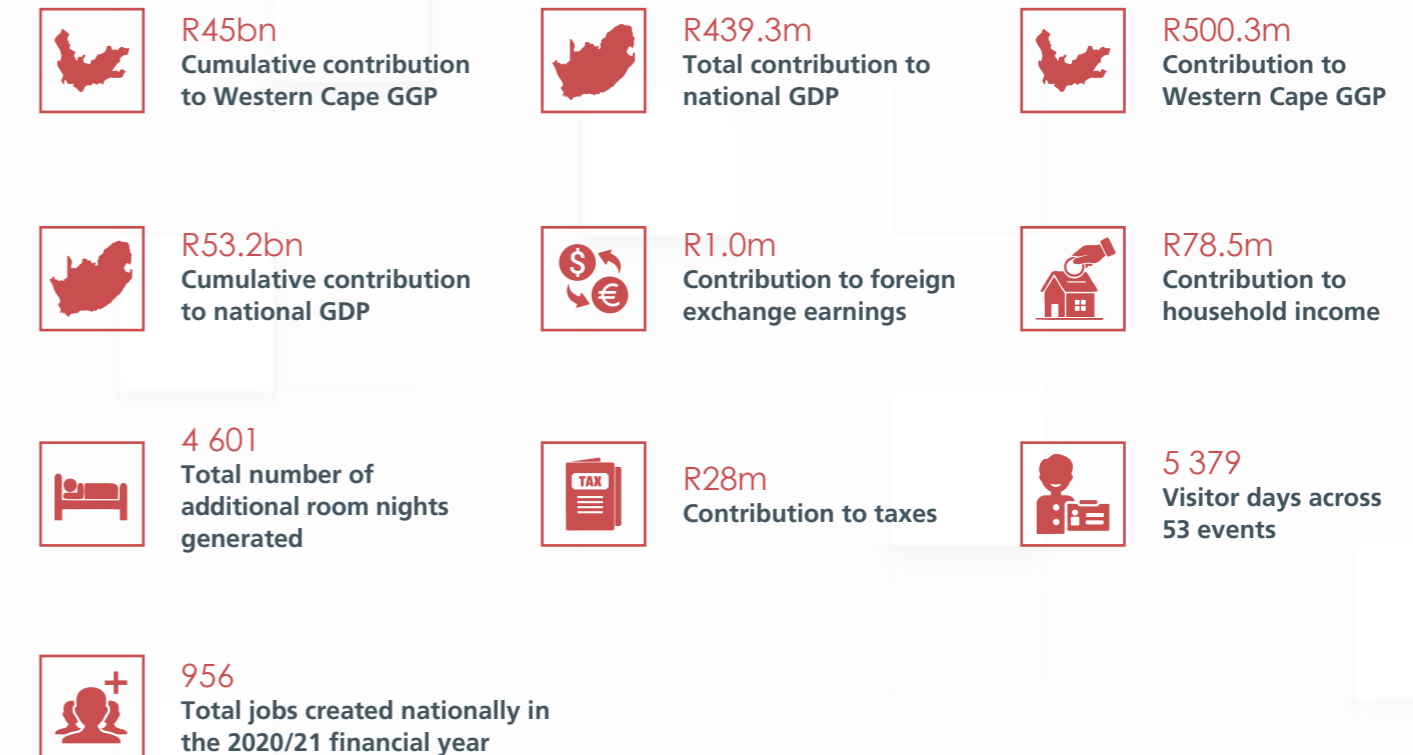 R45bn
Cumulative contribution
to Western Cape GGP
R439.3m
Total contribution to
national GDP
R500.3m
Contribution to
Western Cape GGP
R53.2bn
Cumulative contribution
to national GDP
$
€
R1.0m
Contribution to foreign
exchange earnings
R78.5m
Contribution to
household income
4 601
Total number of
additional room nights
generated
TAX
R28m
Contribution to taxes
5 379
Visitor days across
53 events
956
Total jobs created nationally in
the 2020/21 financial year